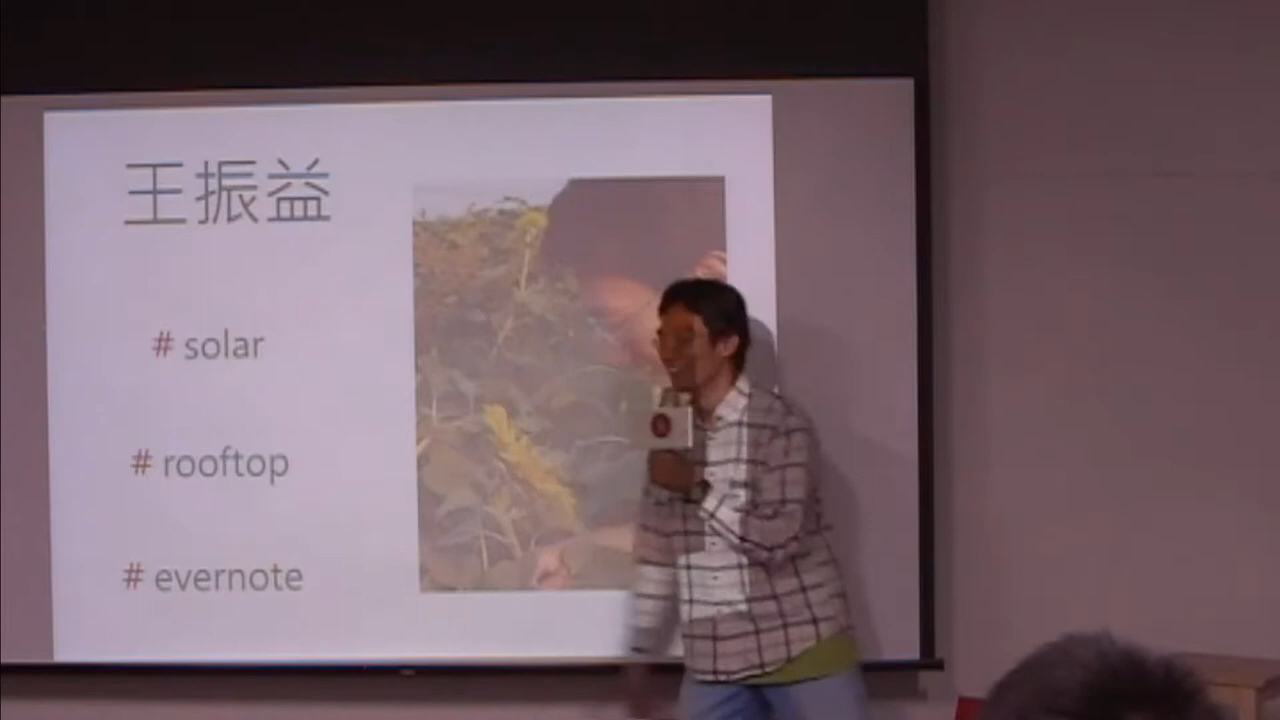 王振益
# solar
# rooftop
# evernote